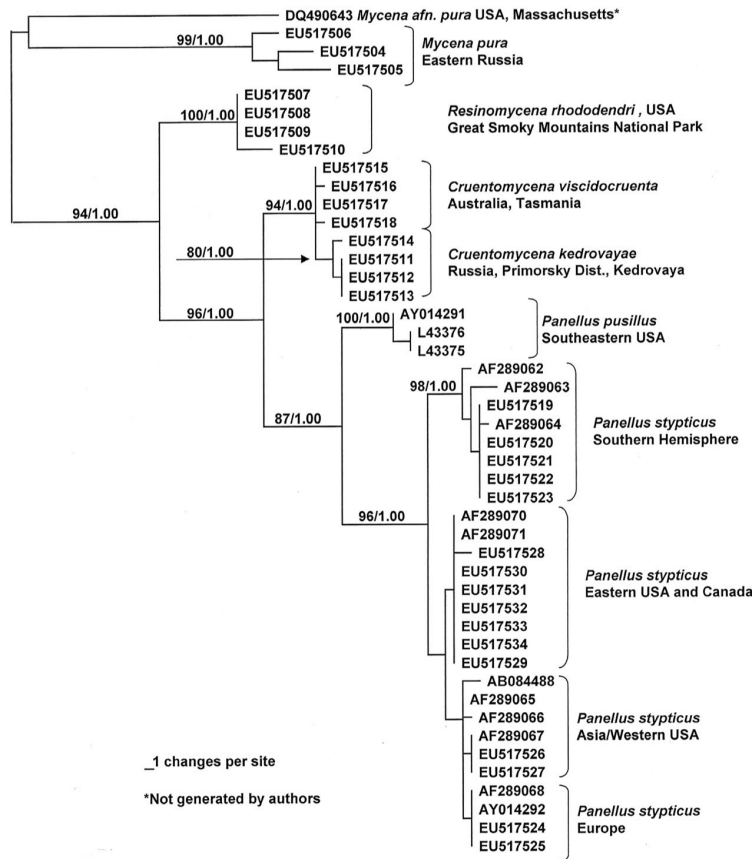 DQ490643 Mycena afn. pura USA, Massachusetts*
EU517506
99/1.00
EU517504
EU517505
Mycena pura
Eastern Russia
EU517507
EU517508
100/1.00
EU517509
EU517510
Resinomycena rhododendri , USA
Great Smoky Mountains National Park
94/1.00
EU517515
EU517516
94/1.00
EU517517
EU517518
Cruentomycena viscidocruenta
Australia, Tasmania
80/1.00
EU517514
EU517511
EU517512
EU517513
Cruentomycena kedrovayae
Russia, Primorsky Dist., Kedrovaya
96/1.00
100/1.00
AY014291
L43376
L43375
Panellus pusillus
Southeastern USA
87/1.00
98/1.00
AF289062
AF289063
EU517519
AF289064
EU517520
EU517521
EU517522
EU517523
Panellus stypticus
Southern Hemisphere
96/1.00
AF289070
AF289071
EU517528
EU517530
EU517531
EU517532
EU517533
EU517534
EU517529
Panellus stypticus
Eastern USA and Canada
AB084488
AF289065
AF289066
AF289067
EU517526
EU517527
Panellus stypticus
Asia/Western USA
AF289068
AY014292
EU517524
EU517525
Panellus stypticus
Europe
_1 changes per site
*Not generated by authors